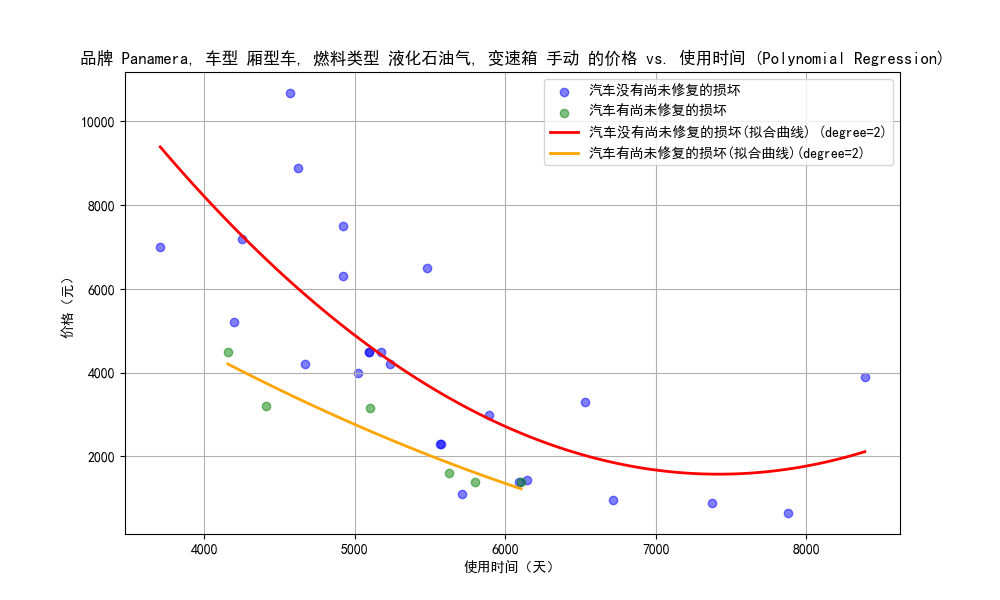 品牌 Panamera, 车型 厢型车, 燃料类型 液化石油气, 变速箱 手动 的价格 vs. 使用时间 (Polynomial Regression)
汽车没有尚未修复的损坏
汽车有尚未修复的损坏
汽车没有尚未修复的损坏(拟合曲线) (degree=2)
汽车有尚未修复的损坏(拟合曲线)(degree=2)
价格（元）
10000
8000
6000
4000
2000
4000
5000
6000
7000
8000
使用时间（天）